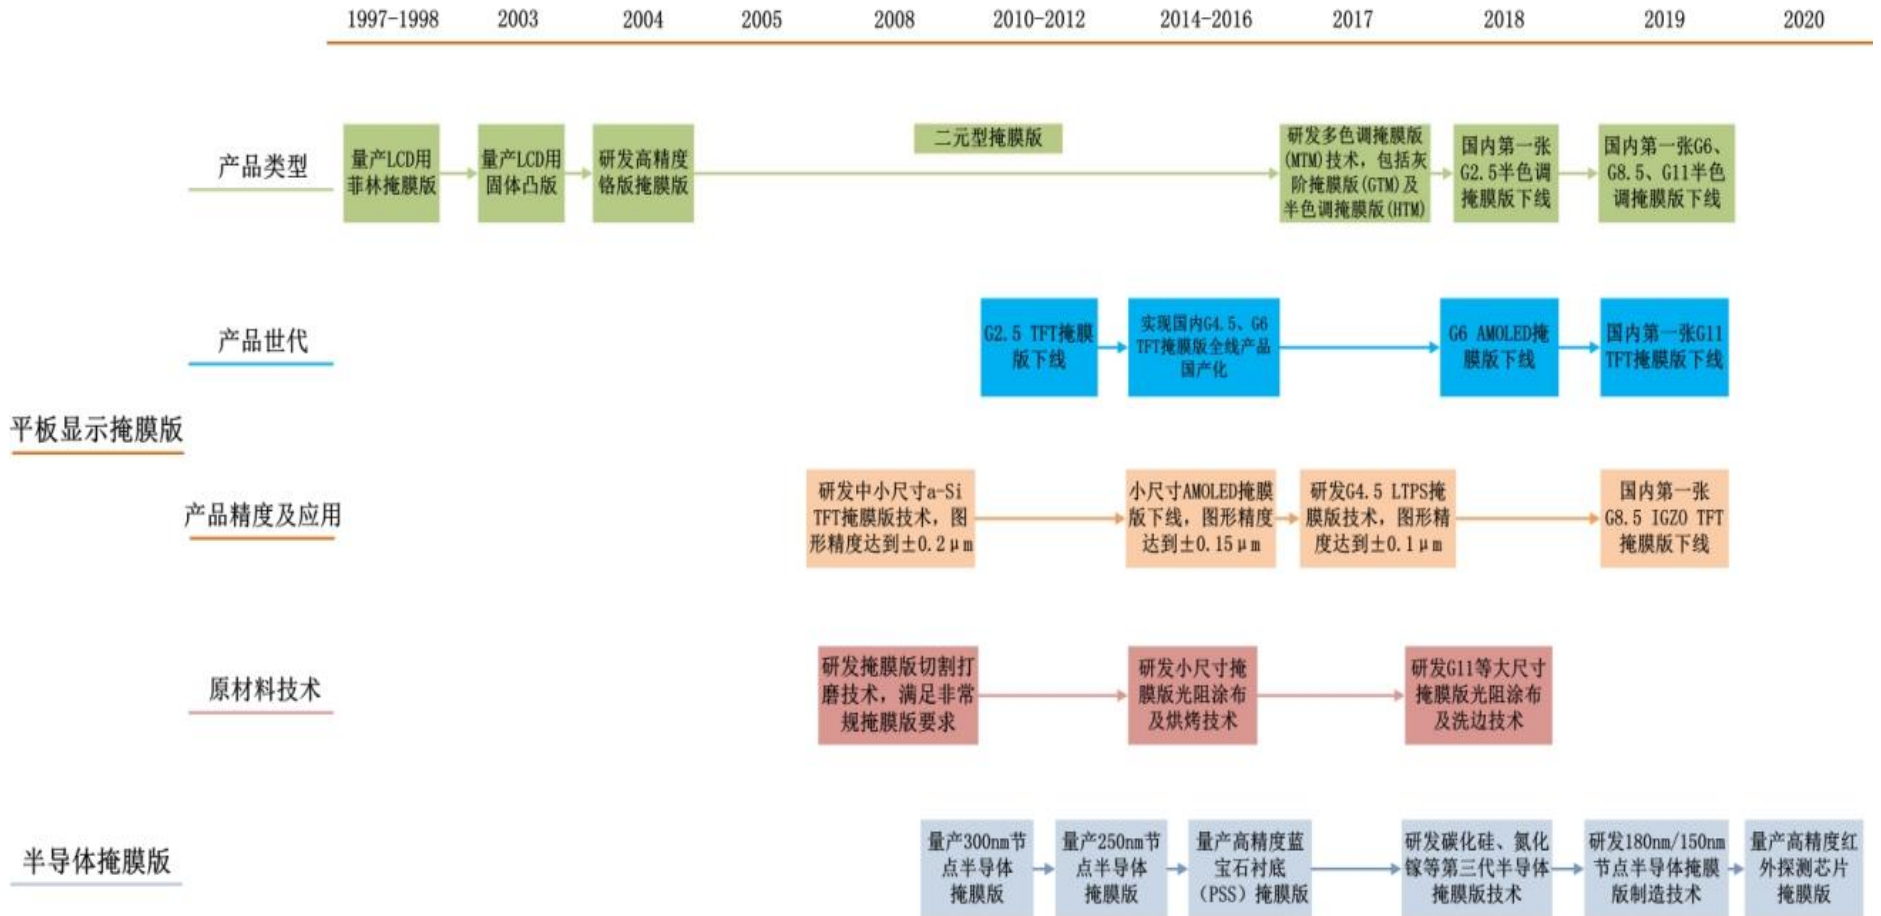 1997-1998 2003 2004 2005 2008 2010-2012 2014-2016 2017 2018 2019 2020
产品类型
量产LCD用
菲林掩膜版
量产LCD用
固体凸版
研发高精度
铬版掩膜版
二元型掩膜版
研发多色调掩膜版
(MTM)技术，包括灰
阶掩膜版(GTM)及
半色调掩膜版(HTM)
国内第一张
G2.5半色调
掩膜版下线
国内第一张G6、
G8.5、G11半色
调掩膜版下线
产品世代
G2.5 TFT掩膜
版下线
实现国内G4.5、G6
TFT掩膜版全线产品
国产化
G6 AMOLED掩
膜版下线
国内第一张G11
TFT掩膜版下线
平板显示掩膜版
产品精度及应用
研发中小尺寸a-Si
TFT掩膜版技术，图
形精度达到±0.2μm
小尺寸AMOLED掩膜
版下线，图形精度
达到±0.15μm
研发G4.5 LTPS掩
膜版技术，图形精
度达到±0.1μm
国内第一张
G8.5 IGZO TFT
掩膜版下线
原材料技术
研发掩膜版切割打
磨技术，满足非常
规掩膜版要求
研发小尺寸掩
膜版光阻涂布
及烘烤技术
研发G11等大尺寸
掩膜版光阻涂布
及洗边技术
半导体掩膜版
量产300nm节
点半导体
掩膜版
量产250nm节
点半导体
掩膜版
量产高精度蓝
宝石衬底
（PSS）掩膜版
研发碳化硅、氮化
镓等第三代半导体
掩膜版技术
研发180nm/150nm
节点半导体掩膜
版制造技术
量产高精度红
外探测芯片
掩膜版